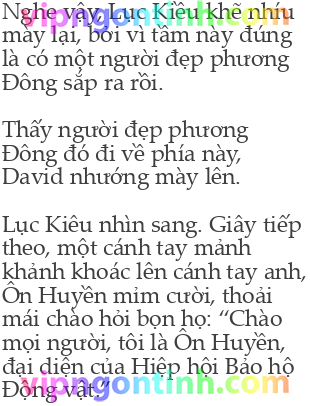 Nghe vậy Lục Kiêu khẽ nhíu
mày lại, bởi vì tầm này đúng
là có một người đẹp phương
Đông sắp ra rồi.
Thấy người đẹp phương
Đông đó đi về phía này,
David nhướng mày lên.
Lục Kiêu nhìn sang. Giây tiếp
theo, một cánh tay mảnh
khảnh khoác lên cánh tay anh,
Ôn Huyền mỉm cười, thoải
mái chào hỏi bọn họ: “Chào
mọi người, tôi là Ôn Huyền,
đại diện của Hiệp hội Bảo hộ
Động vật.”
vipngontinh.com
vipngontinh.com